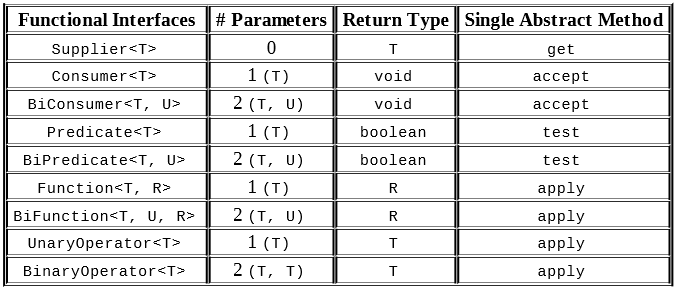 Functional Interfaces # Parameters Return Type Single Abstract Method
Supplier<T> 0 T get
Consumer<T> 1 (T) void accept
BiConsumer<T, U> 2 (T, U) void accept
Predicate<T> 1 (T) boolean test
BiPredicate<T, U> 2 (T, U) boolean test
Function<T, R> 1 (T) R apply
BiFunction<T, U, R> 2 (T, U) R apply
UnaryOperator<T> 1 (T) T apply
BinaryOperator<T> 2 (T, T) T apply